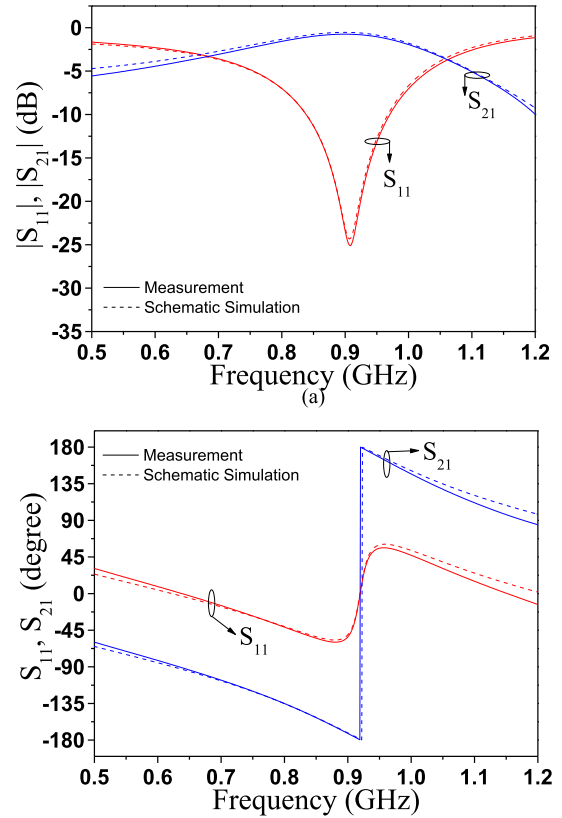 0
-5
-10
-15
-20
-25
-30
-35
|S11|, |S21| (dB)
S21
S11
Measurement
Schematic Simulation
0.5 0.6 0.7 0.8 0.9 1.0 1.1 1.2
Frequency (GHz)
(a)
180
135
90
45
0
-45
-90
-135
-180
S11, S21 (degree)
Measurement
Schematic Simulation
S21
S11
0.5 0.6 0.7 0.8 0.9 1.0 1.1 1.2
Frequency (GHz)